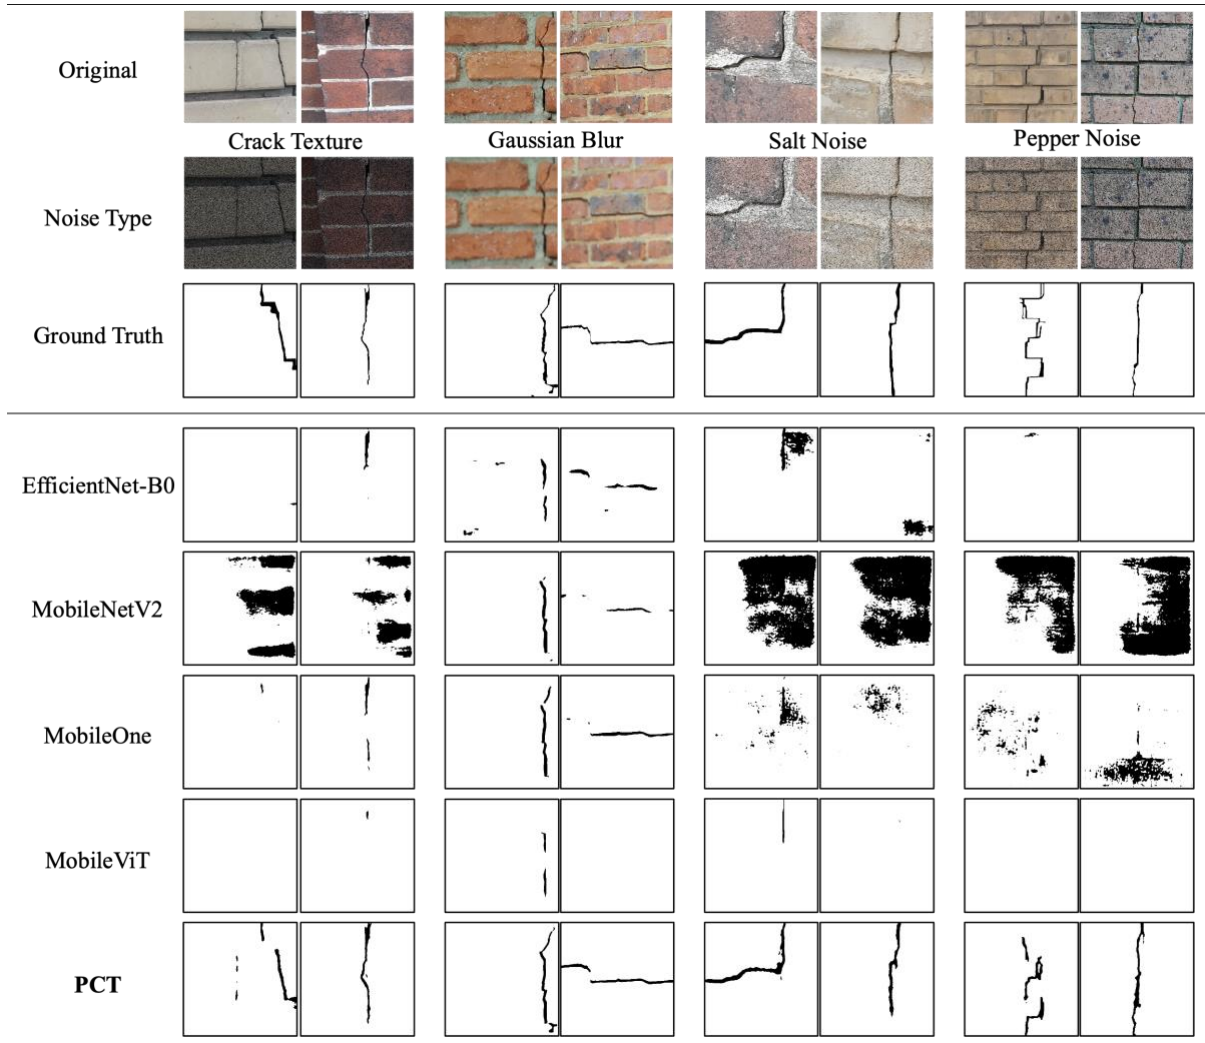 Original
Crack Texture
Gaussian Blur
Salt Noise
Pepper Noise
Noise Type
Ground Truth
EfficientNet-B0
MobileNetV2
MobileOne
MobileViT
PCT